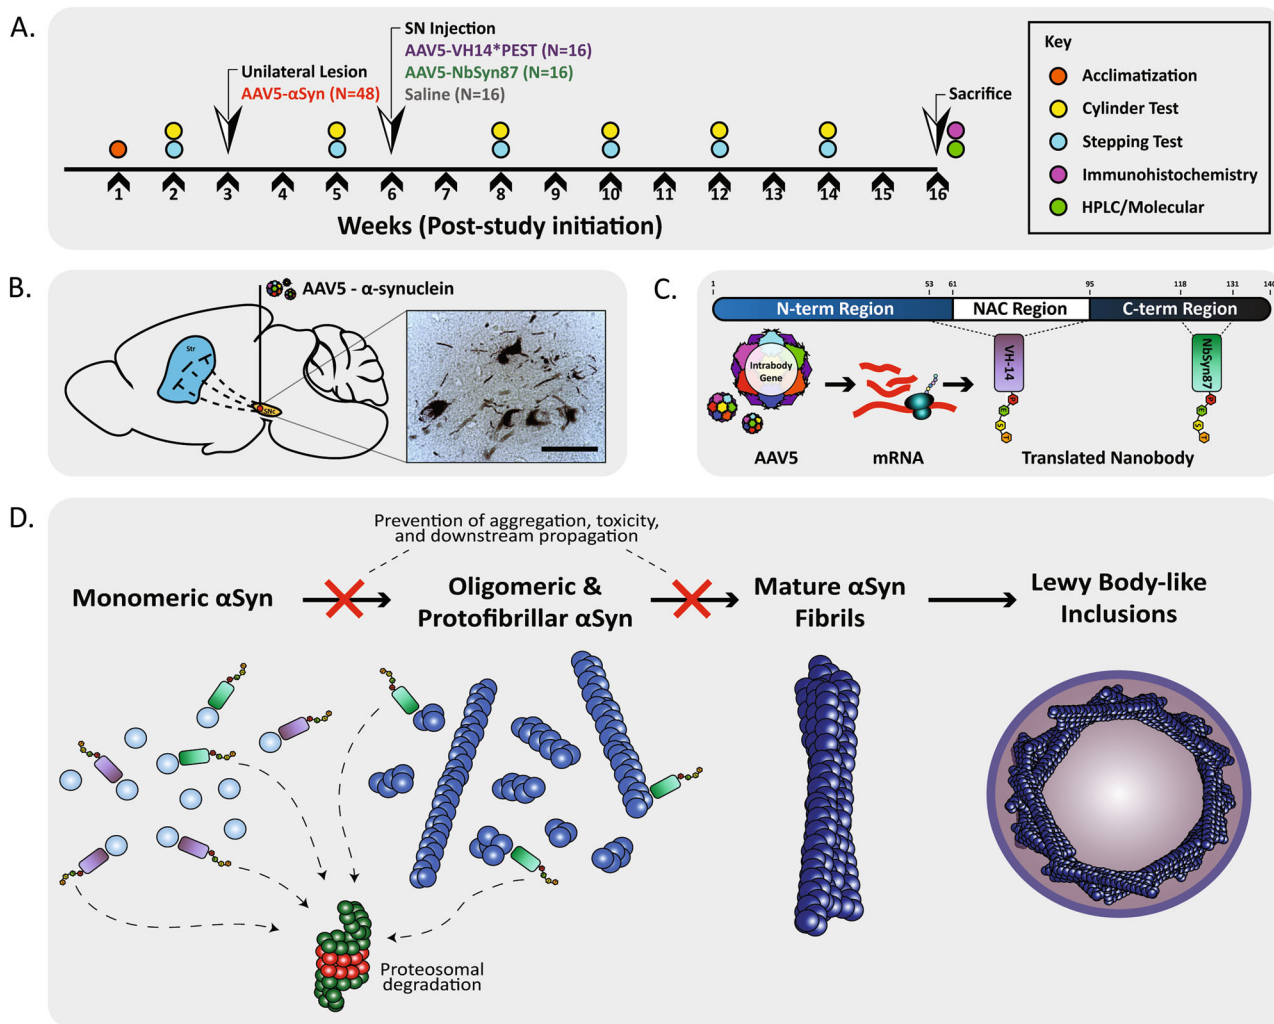 A.
Unilateral Lesion
AAV5-αSyn (N=48)
SN Injection
AAV5-VH14*PEST (N=16)
AAV5-NbSyn87 (N=16)
Saline (N=16)
Sacrifice
1 2 3 4 5 6 7 8 9 10 11 12 13 14 15 16
Weeks (Post-study initiation)
Key
Acclimatization
Cylinder Test
Stepping Test
Immunohistochemistry
HPLC/Molecular
B.
AAV5 - α-synuclein
Str
SNc
C.
1 53 61 95 118 131 140
N-term Region NAC Region C-term Region
Intrabody
Gene
VH-14
P
E
S
T
NbSyn87
P
E
S
T
AAV5 mRNA Translated Nanobody
D.
Prevention of aggregation, toxicity,
and downstream propagation
Monomeric αSyn
Oligomeric &
Protofibrillar αSyn
Mature αSyn
Fibrils
Lewy Body-like
Inclusions
Proteosomal
degradation